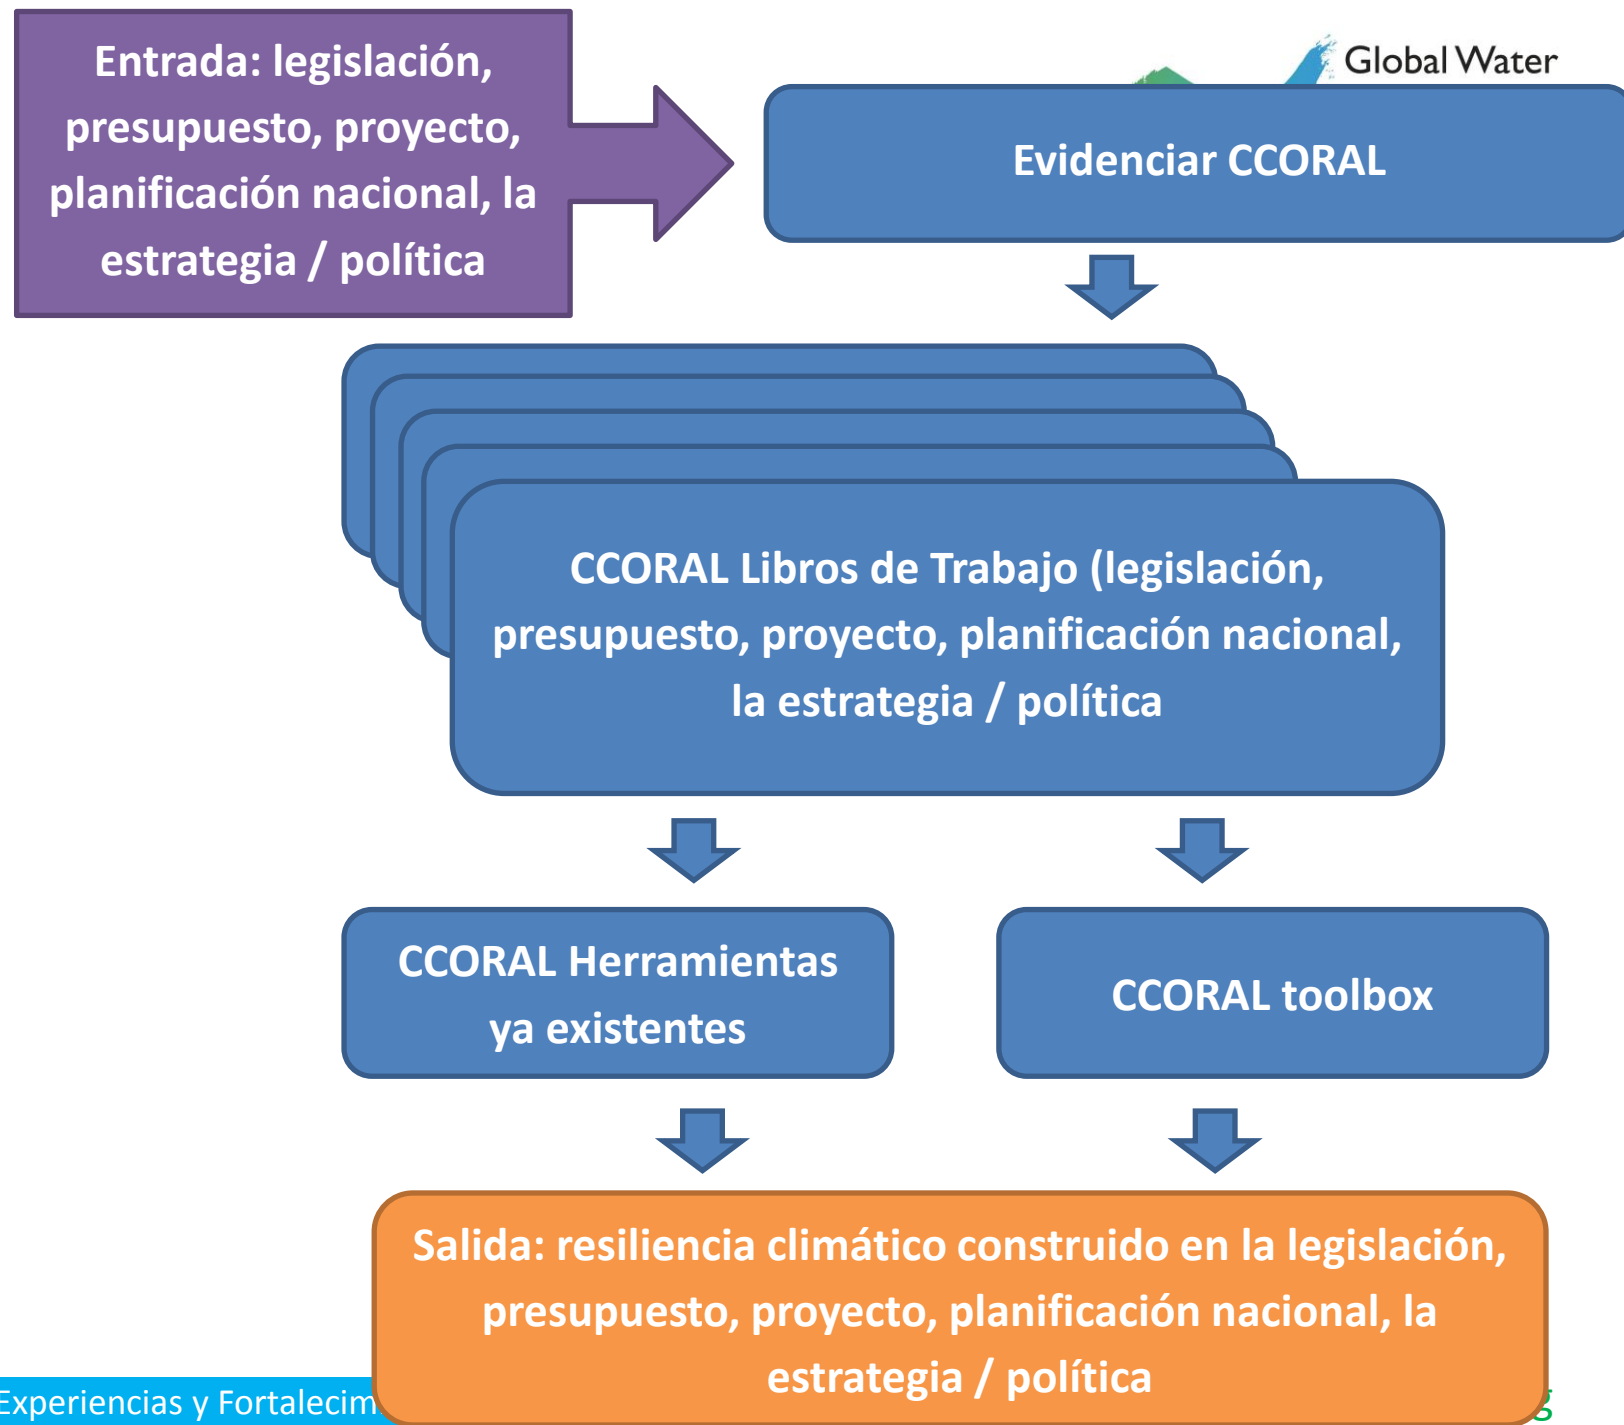 Entrada: legislación,
presupuesto, proyecto,
planificación nacional, la
estrategia / política
Global Water
Evidenciar CCORAL
CCORAL Libros de Trabajo (legislación,
presupuesto, proyecto, planificación nacional,
la estrategia / política
CCORAL Herramientas
ya existentes
CCORAL toolbox
Salida: resiliencia climático construido en la legislación,
presupuesto, proyecto, planificación nacional, la
estrategia / política
Experiencias y Fortalecim
g